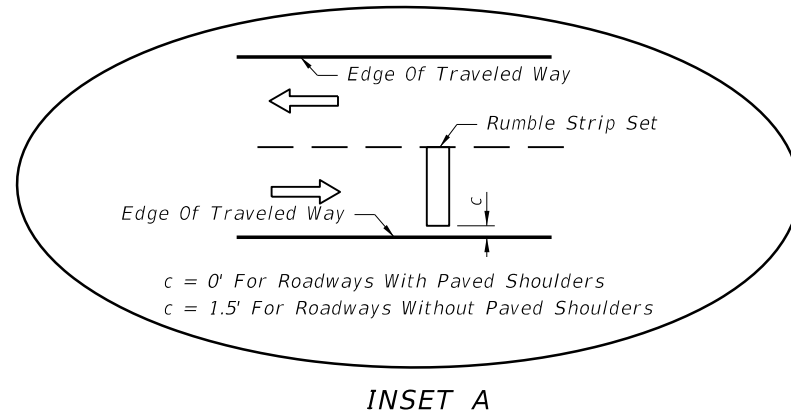 Edge Of Traveled Way
Rumble Strip Set
c
Edge Of Traveled Way
c = 0' For Roadways With Paved Shoulders
c = 1.5' For Roadways Without Paved Shoulders
INSET A